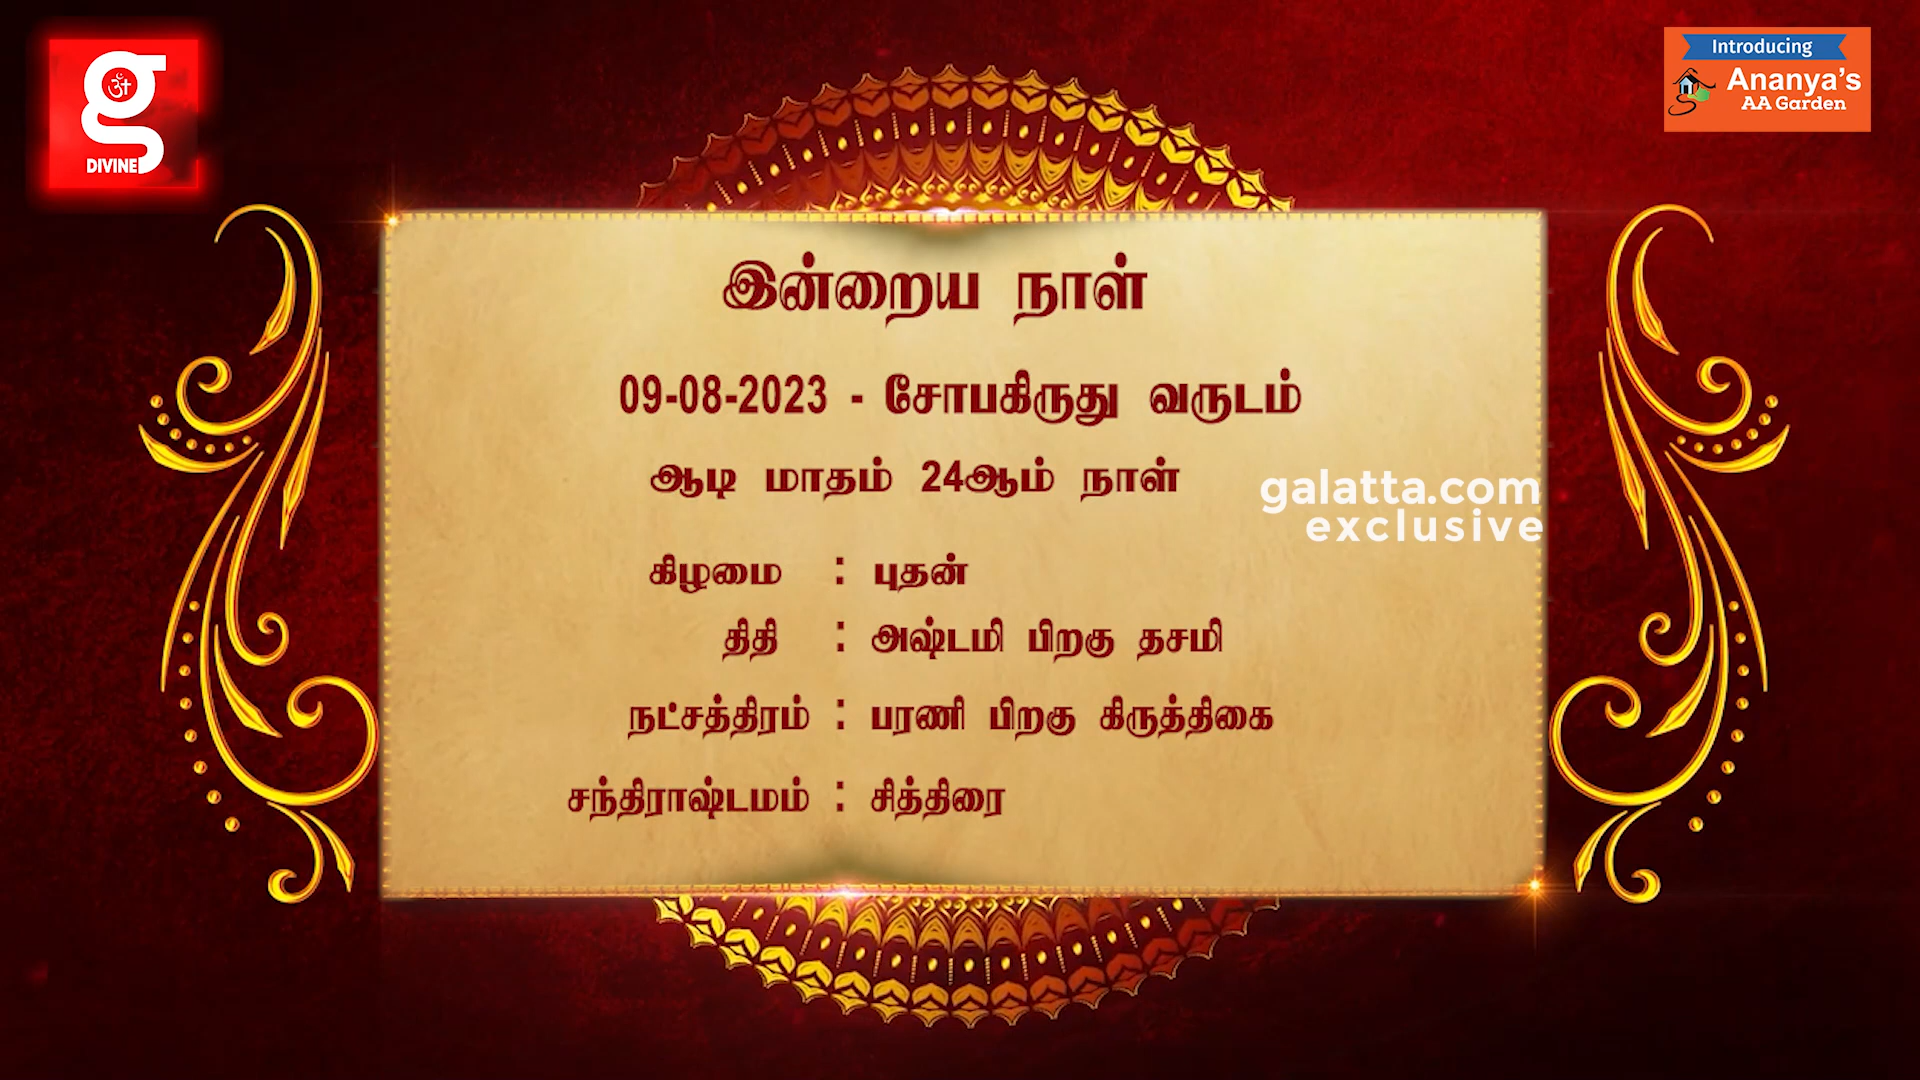 g
DIVINE
Introducing
Ananya's
AA Garden
இன்றைய நாள்
09-08-2023 - சோபகிருது வருடம்
ஆடி மாதம் 24ஆம் நாள்
galatta.com
exclusive
கிழமை : புதன்
திதி : அஷ்டமி பிறகு தசமி
நட்சத்திரம் : பரணி பிறகு கிருத்திகை
சந்திராஷ்டமம் : சித்திரை